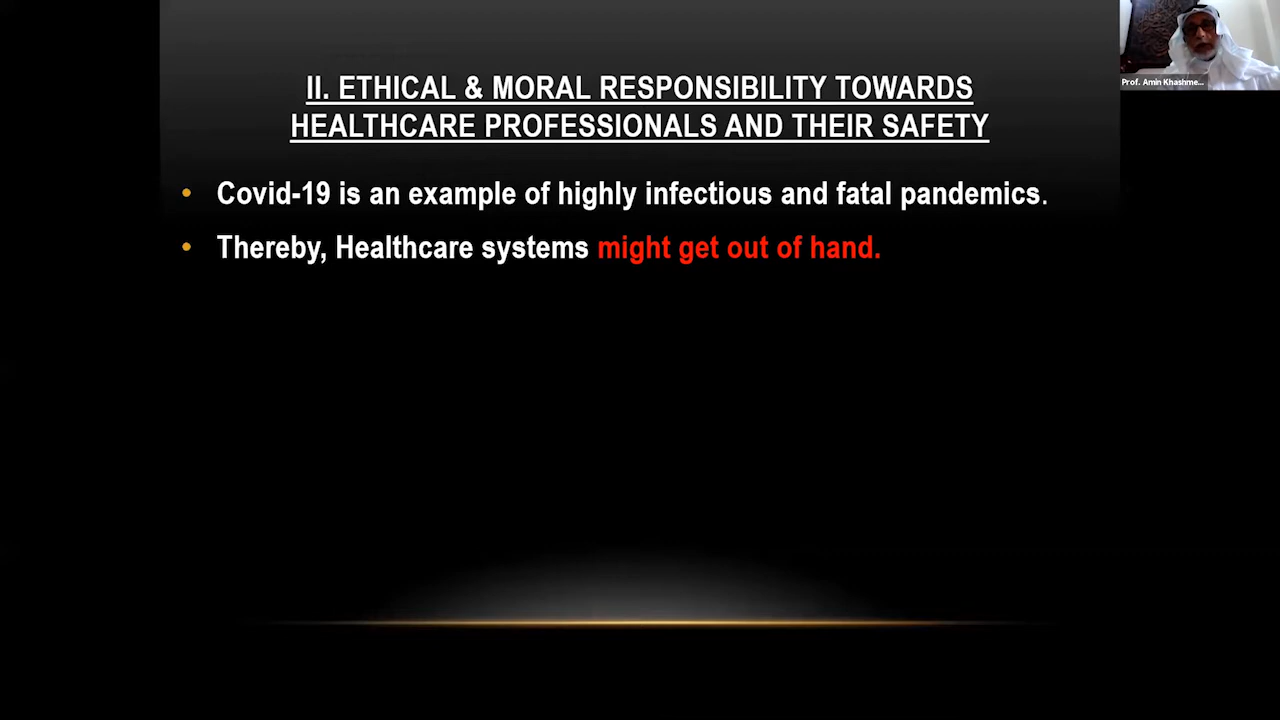 II. ETHICAL & MORAL RESPONSIBILITY TOWARDS
HEALTHCARE PROFESSIONALS AND THEIR SAFETY
• Covid-19 is an example of highly infectious and fatal pandemics.
• Thereby, Healthcare systems might get out of hand.
Prof. Amin Khashme...